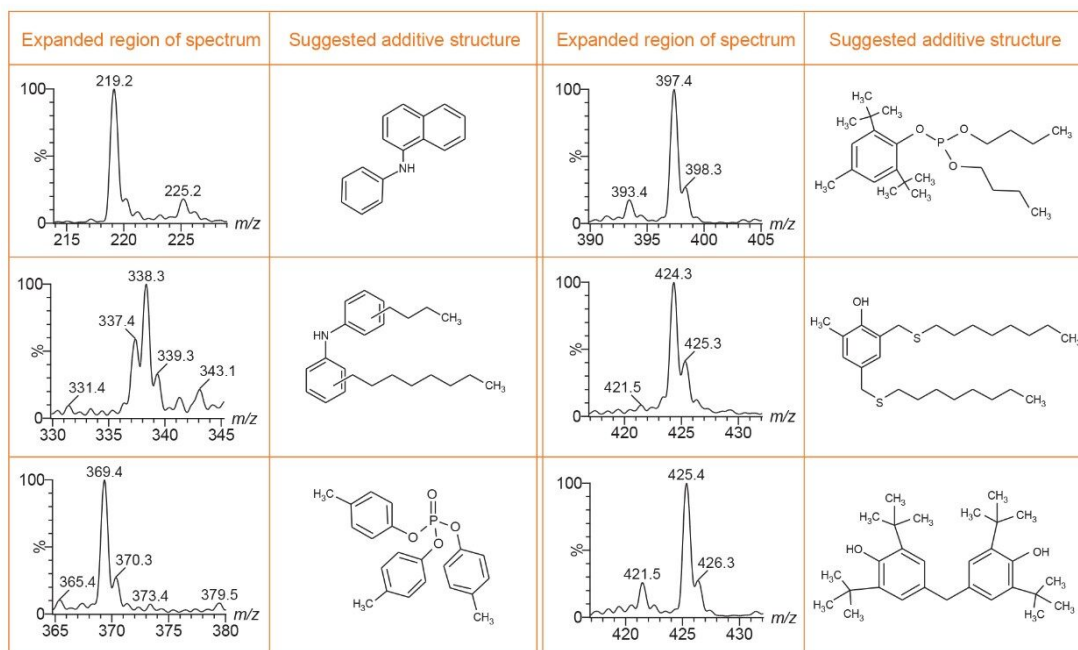 Expanded region of spectrum
Suggested additive structure
Expanded region of spectrum
Suggested additive structure
100
%
0
219.2
225.2
215
220
225
m/z
NH
100
%
0
397.4
393.4
398.3
390
395
400
405
m/z
CH₃
H₃C
H₃C
O
P
O
CH₃
O
H₃C
H₃C
CH₃
CH₃
CH₃
100
%
0
338.3
337.4
339.3
331.4
343.1
330
335
340
345
m/z
CH₃
HN
CH₃
100
%
0
424.3
425.3
421.5
420
425
430
m/z
OH
H₃C
S
CH₃
S
CH₃
100
%
0
369.4
370.3
365.4
373.4
379.5
365
370
375
380
m/z
H₃C
O
P
O
O
O
H₃C
CH₃
100
%
0
425.4
421.5
426.3
420
425
430
m/z
CH₃
H₃C
CH₃
CH₃
H₃C
CH₃
HO
OH
H₃C
H₃C
CH₃
CH₃
CH₃
CH₃